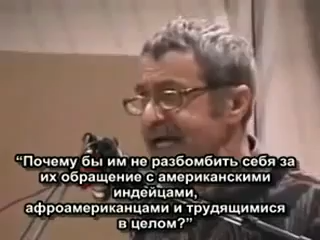 “Почему бы им не разбомбить себя за
их обращение с американскими
индейцами,
афроамериканцами и трудящимися
в целом?”